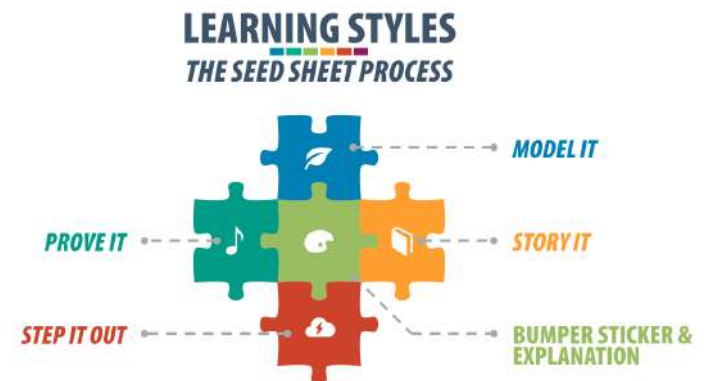 LEARNING STYLES
THE SEED SHEET PROCESS
MODEL IT
PROVE IT
STORY IT
STEP IT OUT
BUMPER STICKER &
EXPLANATION